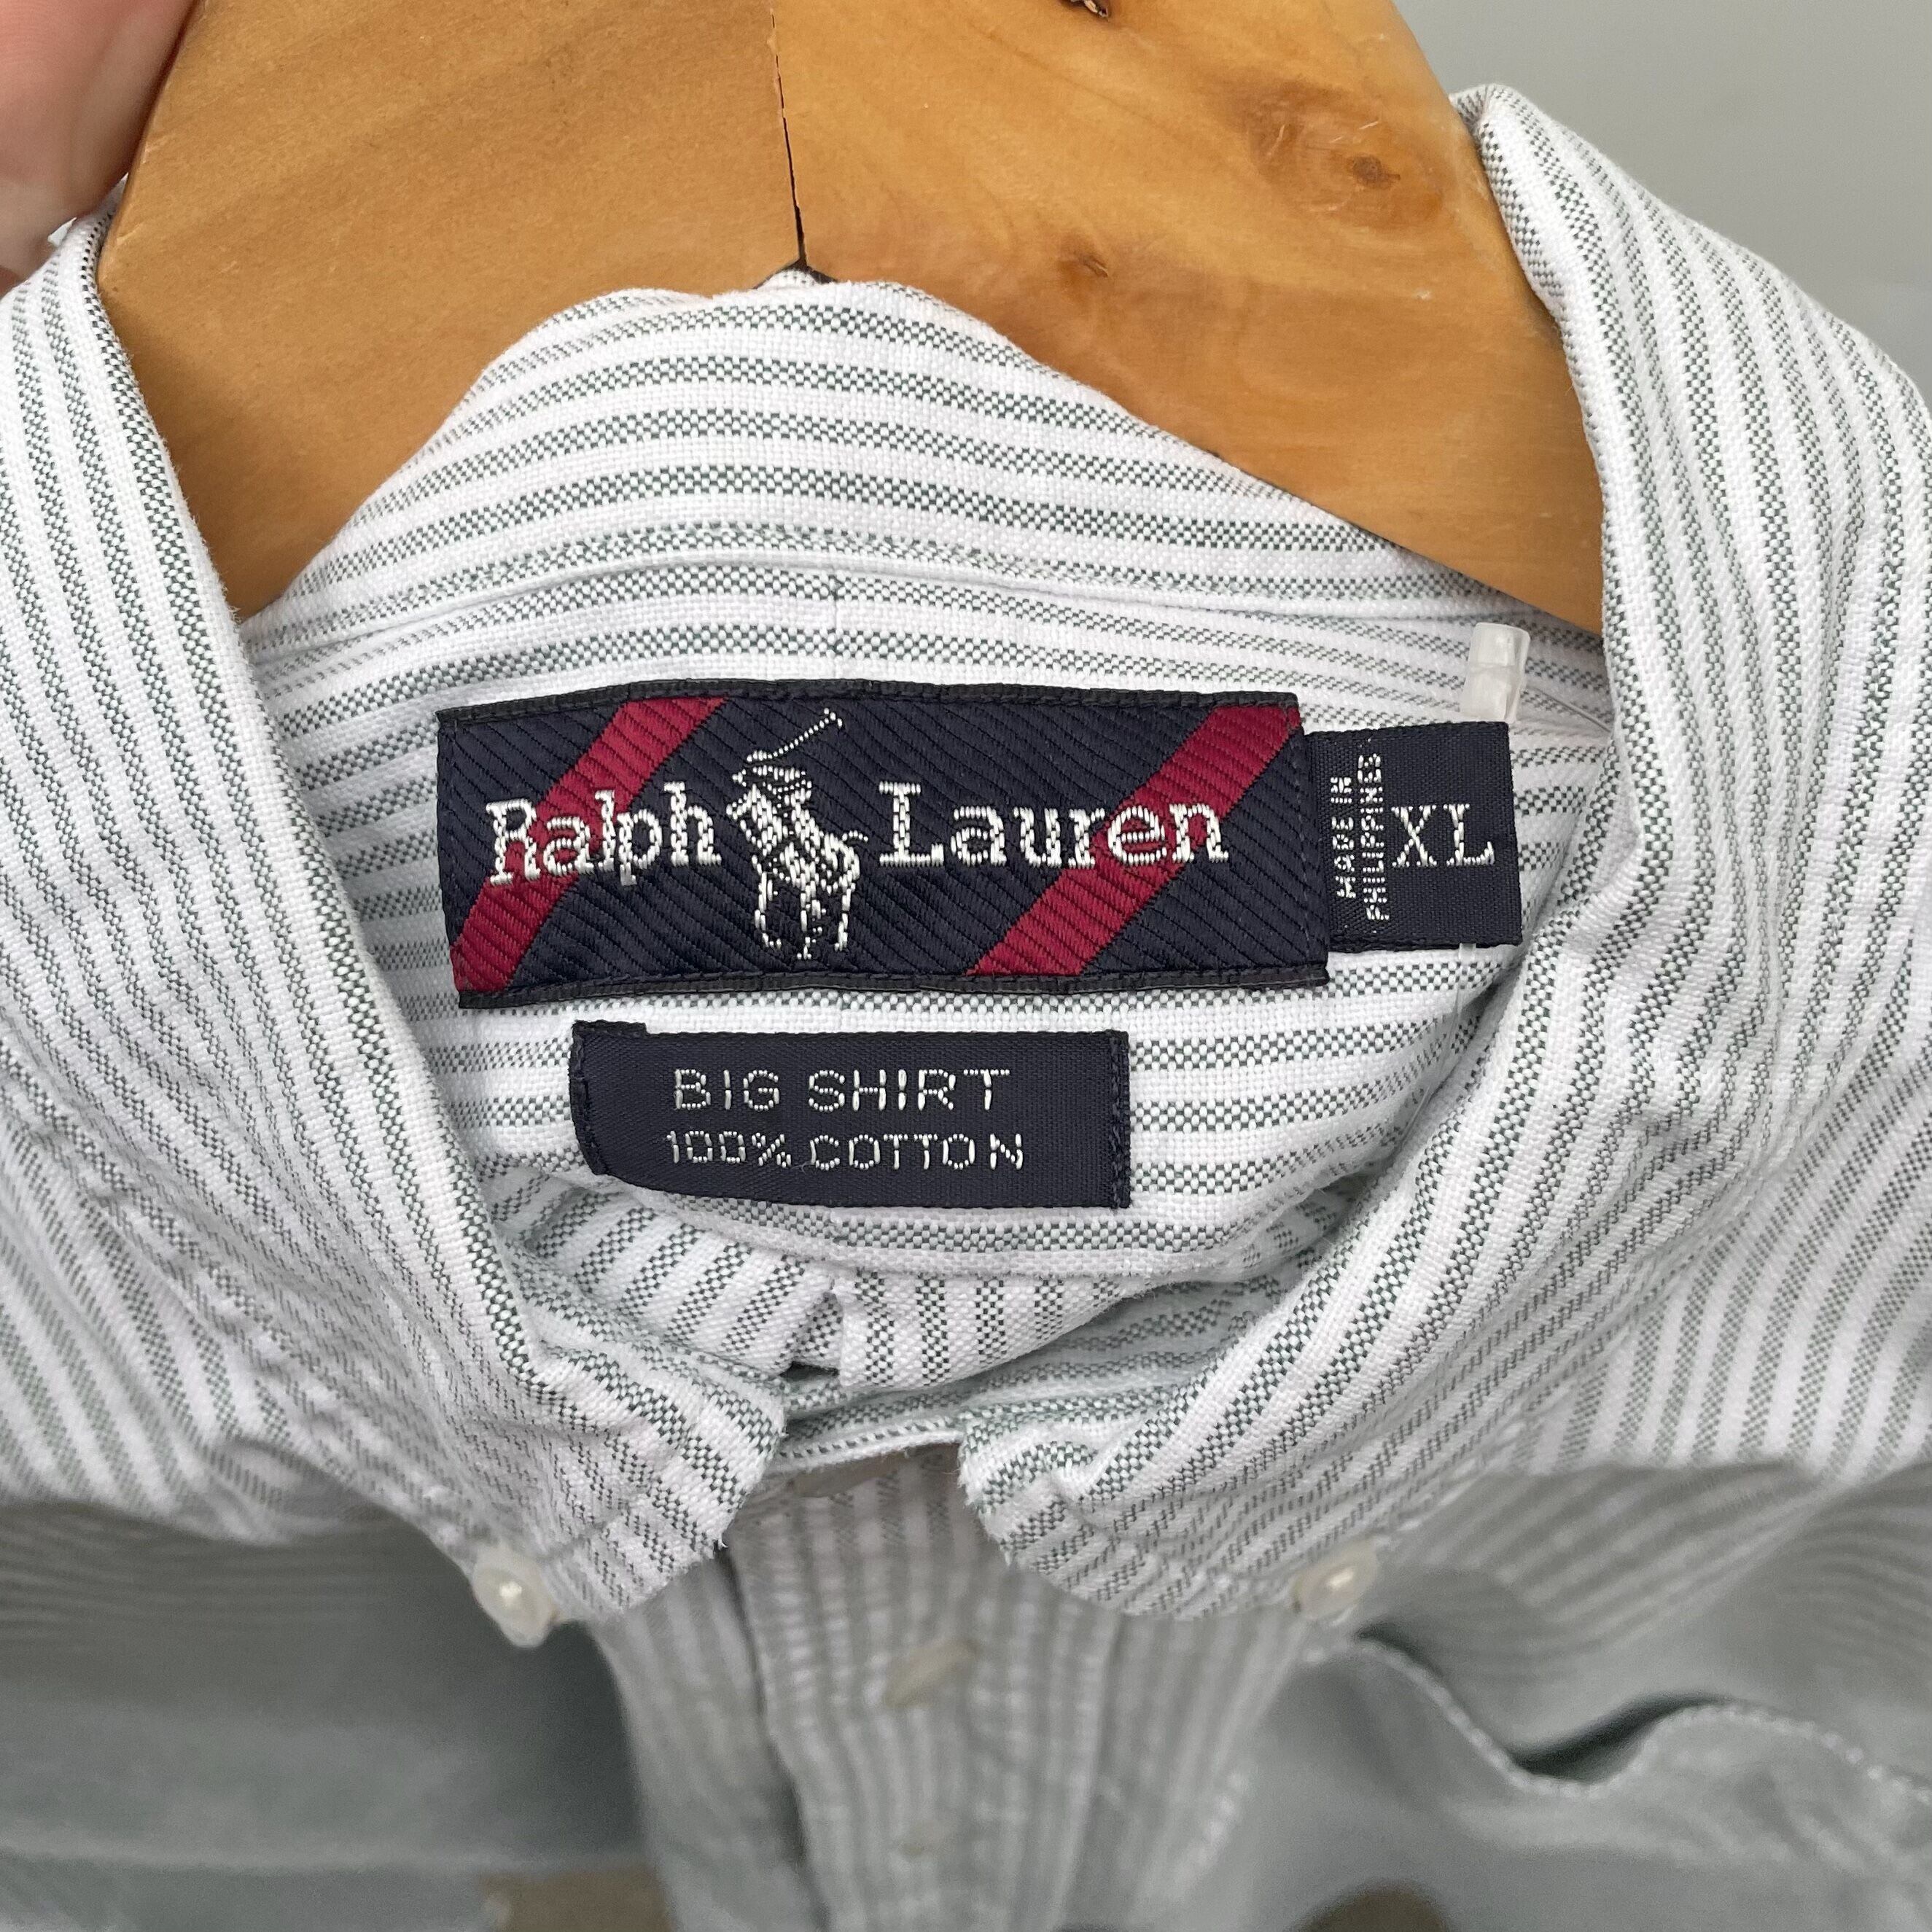 Ralph Lauren
MADE IN
PHILIPPINES
XL
BIG SHIRT
100% COTTON